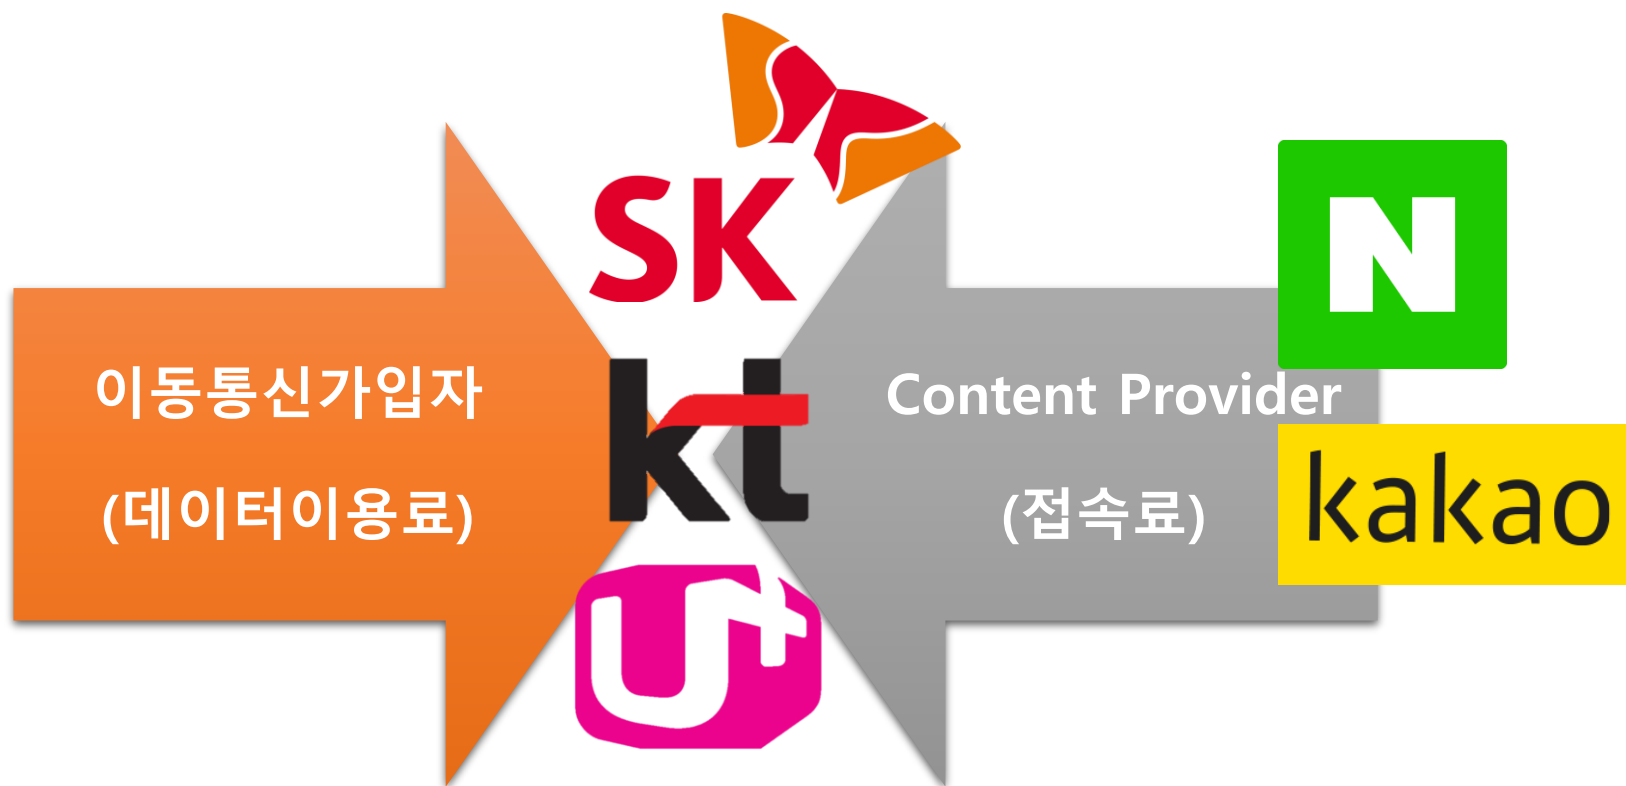 SK
N
이동통신가입자
kt
Content Provider
(데이터이용료)
(접속료)
kakao
U+